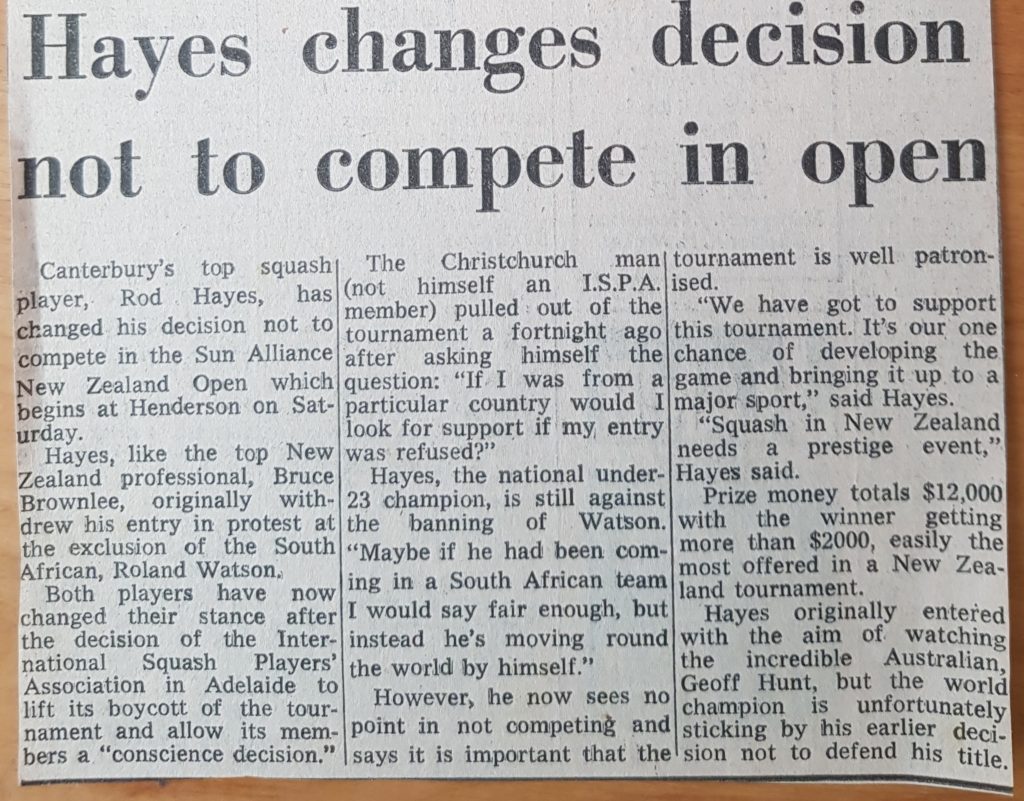 Hayes changes decision
not to compete in open
Canterbury's top squash
player, Rod Hayes, has
changed his decision not to
compete in the Sun Alliance
New Zealand Open which
begins at Henderson on Sat-
urday.
Hayes, like the top New
Zealand professional, Bruce
Brownlee, originally with-
drew his entry in protest at
the exclusion of the South
African, Roland Watson.
Both players have now
changed their stance after
the decision of the Inter-
national Squash Players'
Association in Adelaide to
lift its boycott of the tour-
nament and allow its mem-
bers a "conscience decision."
The Christchurch man
(not himself an I.S.P.A.
member) pulled out of the
tournament a fortnight ago
after asking himself the
question: "If I was from a
particular country would I
look for support if my entry
was refused?"
Hayes, the national under-
23 champion, is still against
the banning of Watson.
"Maybe if he had been com-
ing in a South African team
I would say fair enough, but
instead he's moving round
the world by himself."
However, he now sees no
point in not competing and
says it is important that the
tournament is well patron-
ised.
"We have got to support
this tournament. It's our one
chance of developing the
game and bringing it up to a
major sport," said Hayes.
"Squash in New Zealand
needs a prestige event,"
Hayes said.
Prize money totals $12,000
with the winner getting
more than $2000, easily the
most offered in a New Zea-
land tournament.
Hayes originally entered
with the aim of watching
the incredible Australian,
Geoff Hunt, but the world
champion is unfortunately
sticking by his earlier deci-
sion not to defend his title.